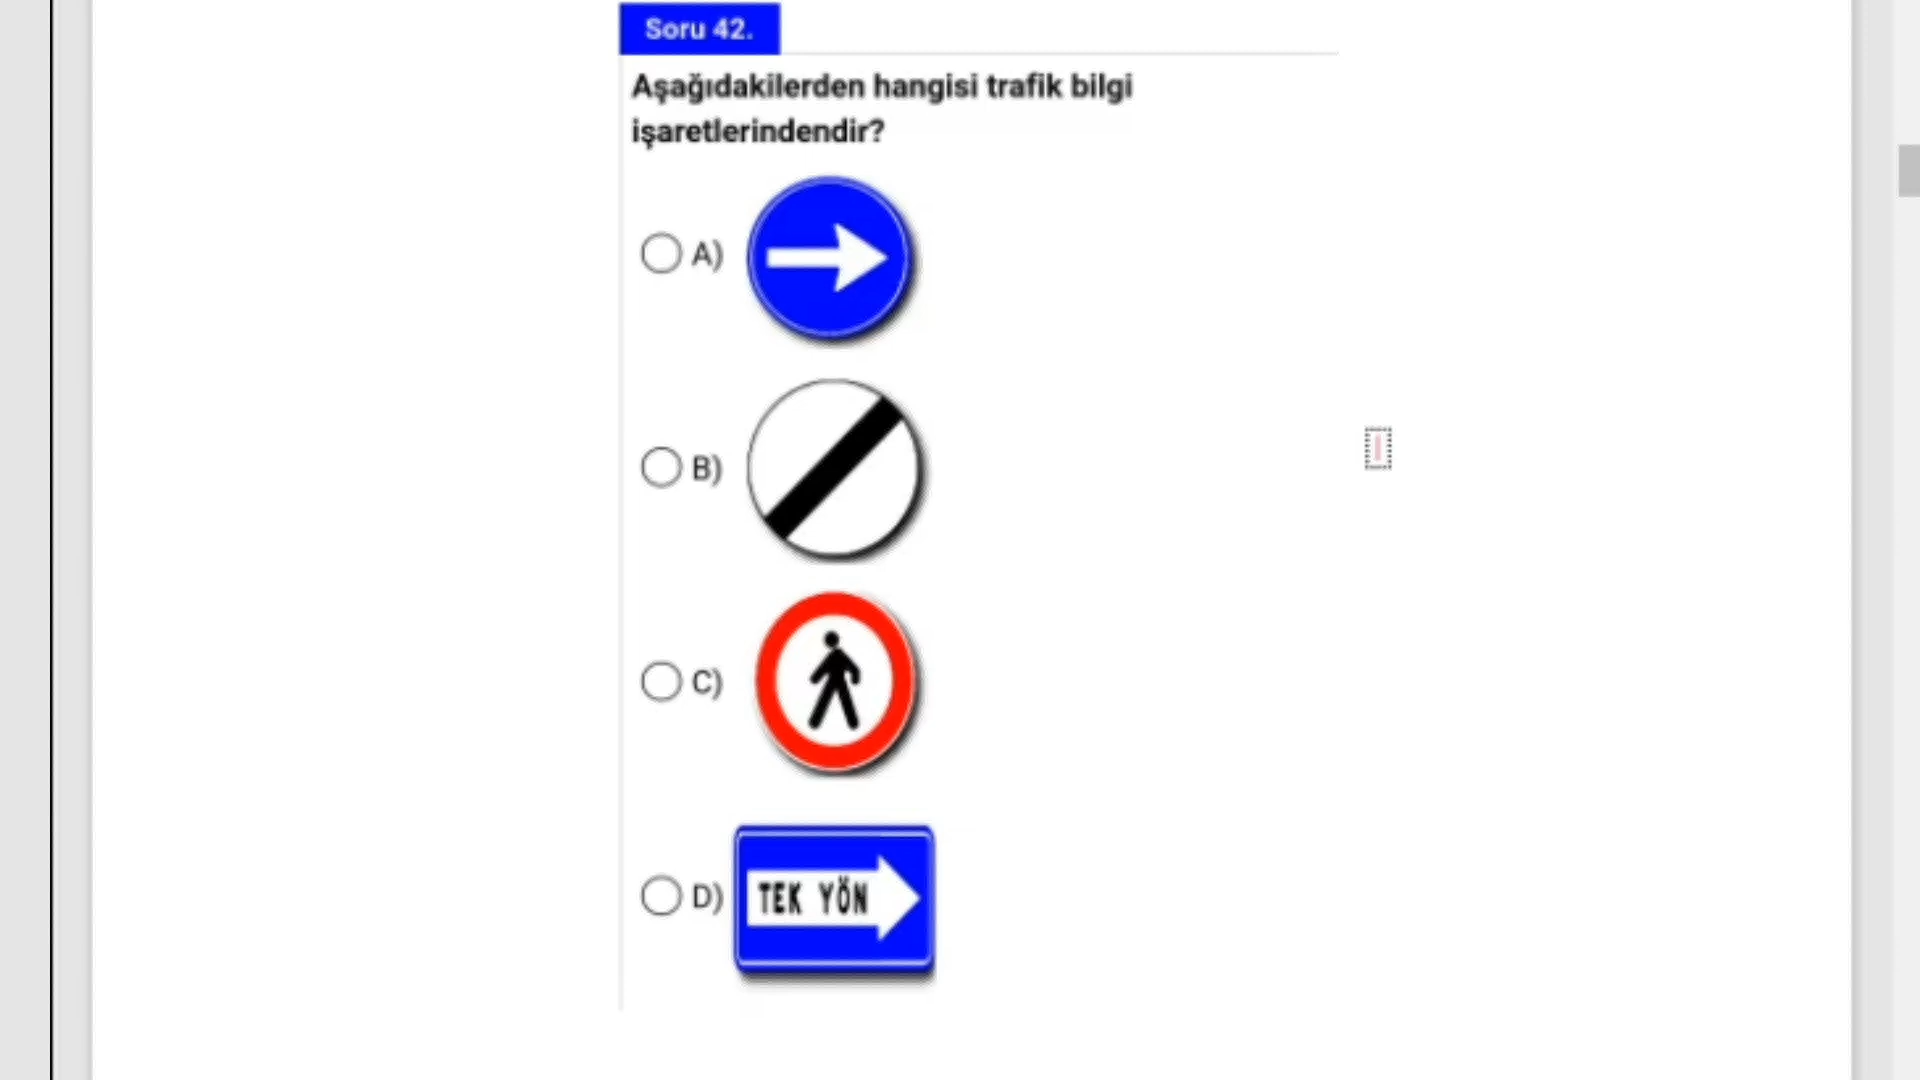 Soru 42.
Aşağıdakilerden hangisi trafik bilgi
işaretlerindendir?
A)
B)
C)
D)
TEK YÖN